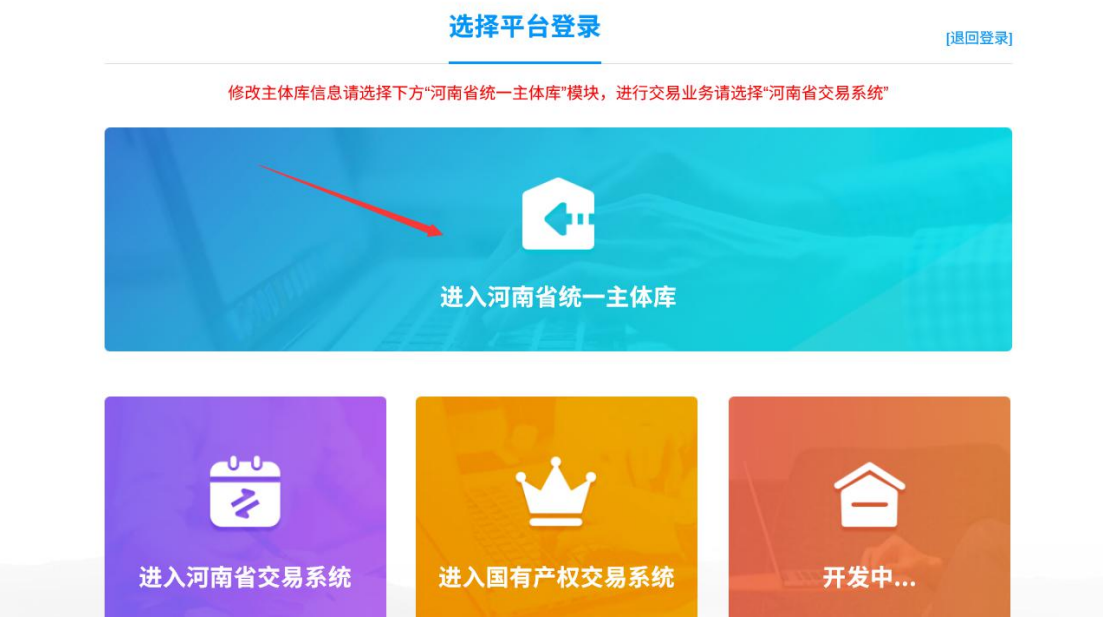 选择平台登录
[退回登录]
修改主体库信息请选择下方“河南省统一主体库”模块，进行交易业务请选择“河南省交易系统”
进入河南省统一主体库
进入河南省交易系统
进入国有产权交易系统
开发中...